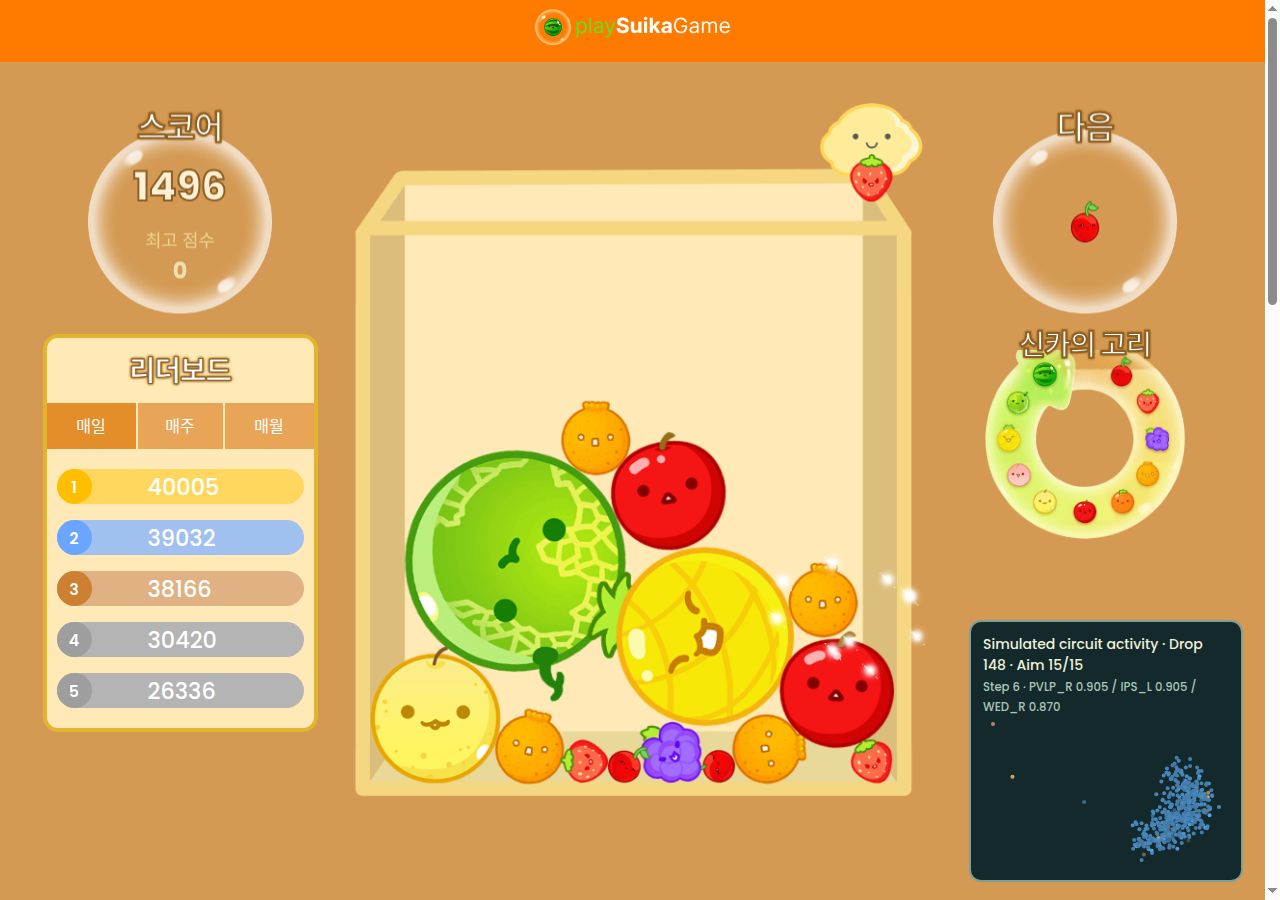 playSuikaGame
스코어
1496
최고 점수
0
다음
신카의 고리
리더보드
매일 매주 매월
1 40005
2 39032
3 38166
4 30420
5 26336
Simulated circuit activity · Drop
148 · Aim 15/15
Step 6 · PVLP_R 0.905 / IPS_L 0.905 /
WED_R 0.870